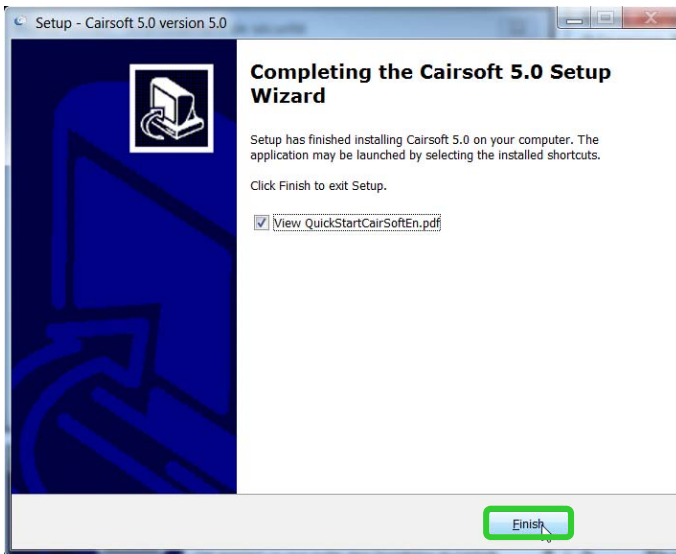 Setup - Cairsoft 5.0 version 5.0
Completing the Cairsoft 5.0 Setup
Wizard
Setup has finished installing Cairsoft 5.0 on your computer. The
application may be launched by selecting the installed shortcuts.
Click Finish to exit Setup.
View QuickStartCairSoftEn.pdf
Finish